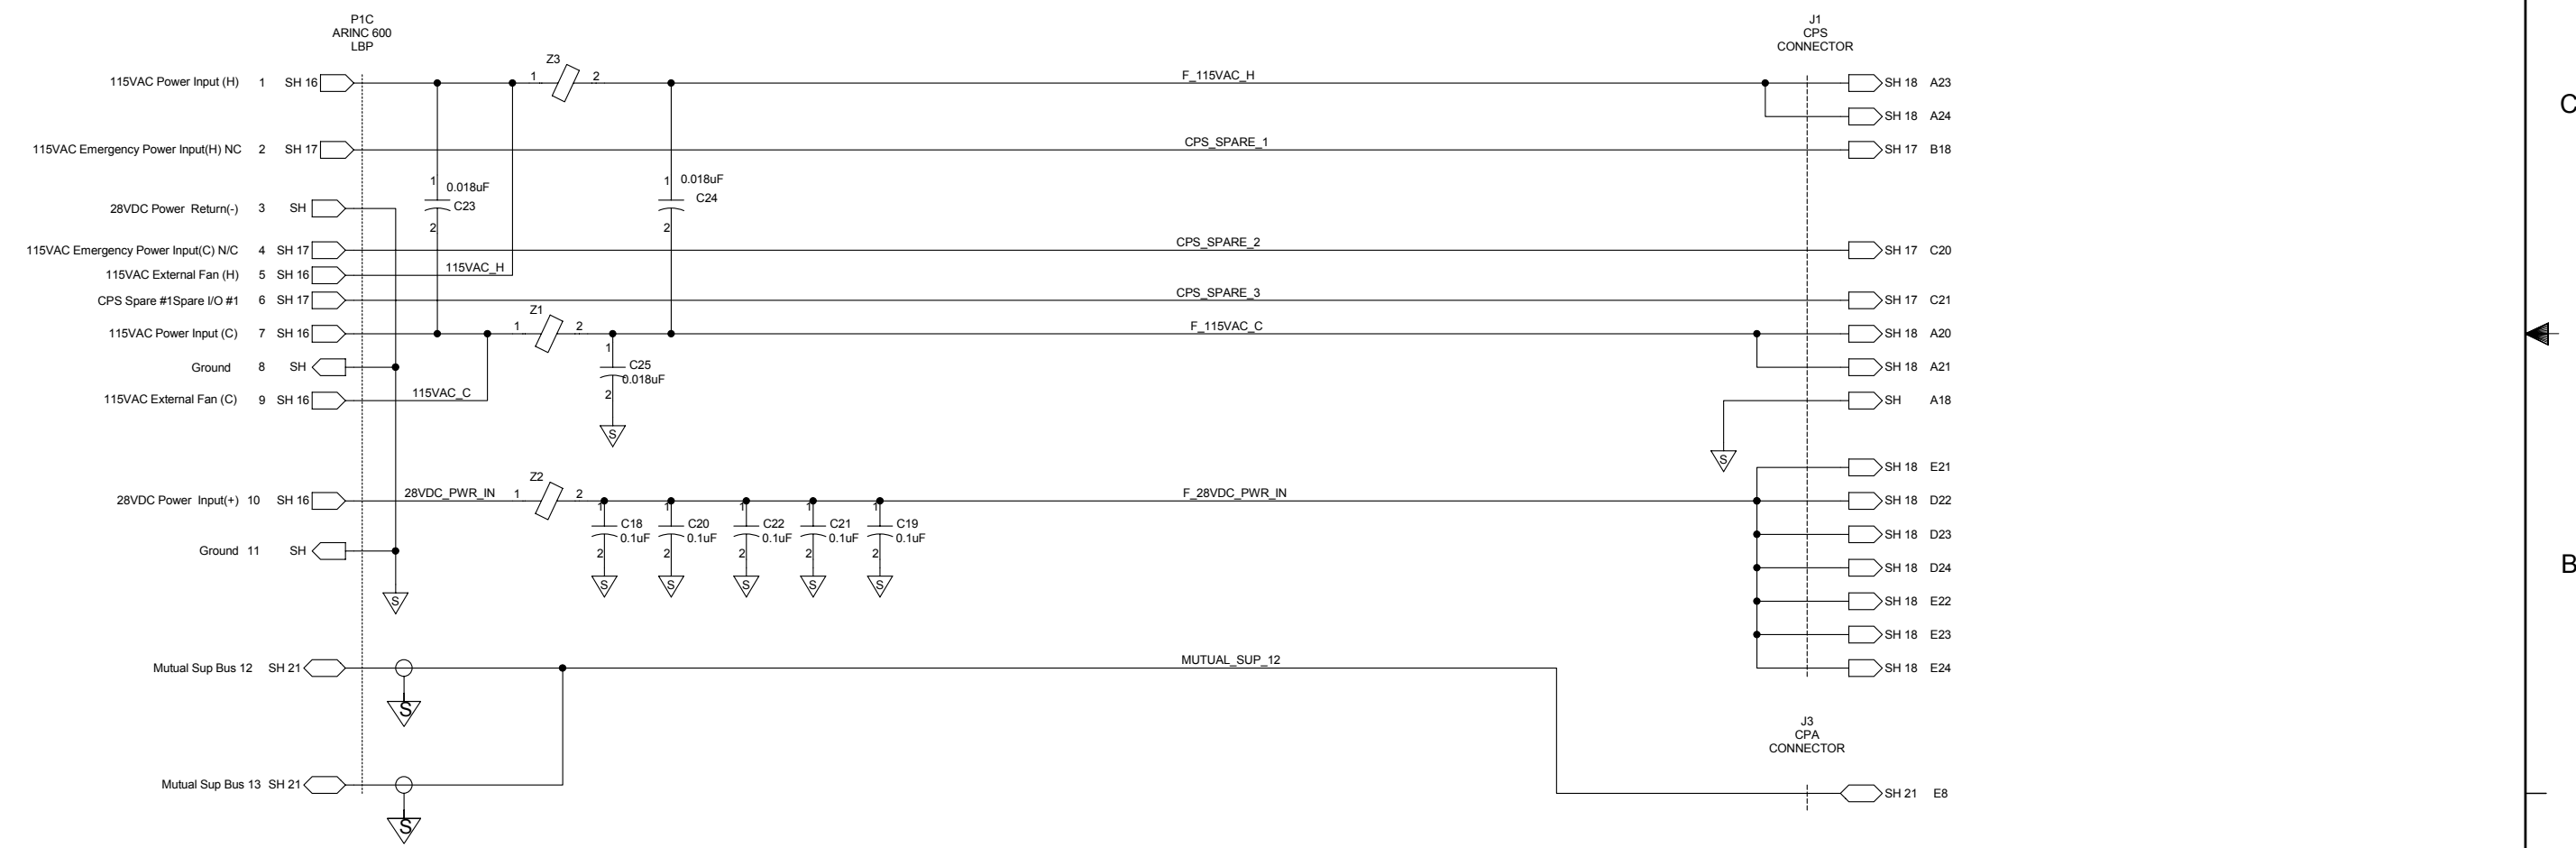 P1C
ARINC 600
LBP
J1
CPS
CONNECTOR
115VAC Power Input (H) 1 SH 16
1 Z3 2
F_115VAC_H
SH 18 A23
C
SH 18 A24
115VAC Emergency Power Input(H) NC 2 SH 17
CPS_SPARE_1
SH 17 B18
1 0.018uF
C23
2
1 0.018uF
C24
2
28VDC Power Return(-) 3 SH
115VAC Emergency Power Input(C) N/C 4 SH 17
CPS_SPARE_2
SH 17 C20
115VAC External Fan (H) 5 SH 16
115VAC_H
CPS Spare #1Spare I/O #1 6 SH 17
CPS_SPARE_3
SH 17 C21
115VAC Power Input (C) 7 SH 16
1 Z1 2
F_115VAC_C
SH 18 A20
Ground 8 SH
1
C25
0.018uF
2
S
SH 18 A21
115VAC External Fan (C) 9 SH 16
115VAC_C
SH A18
S
SH 18 E21
28VDC Power Input(+) 10 SH 16
28VDC_PWR_IN
1 Z2 2
F_28VDC_PWR_IN
SH 18 D22
1 1 1 1 1
C18 C20 C22 C21 C19
0.1uF 0.1uF 0.1uF 0.1uF 0.1uF
2 2 2 2 2
S S S S S
SH 18 D23
Ground 11 SH
S
SH 18 D24
B
SH 18 E22
SH 18 E23
SH 18 E24
Mutual Sup Bus 12 SH 21
MUTUAL_SUP_12
S
J3
CPA
CONNECTOR
Mutual Sup Bus 13 SH 21
S
SH 21 E8